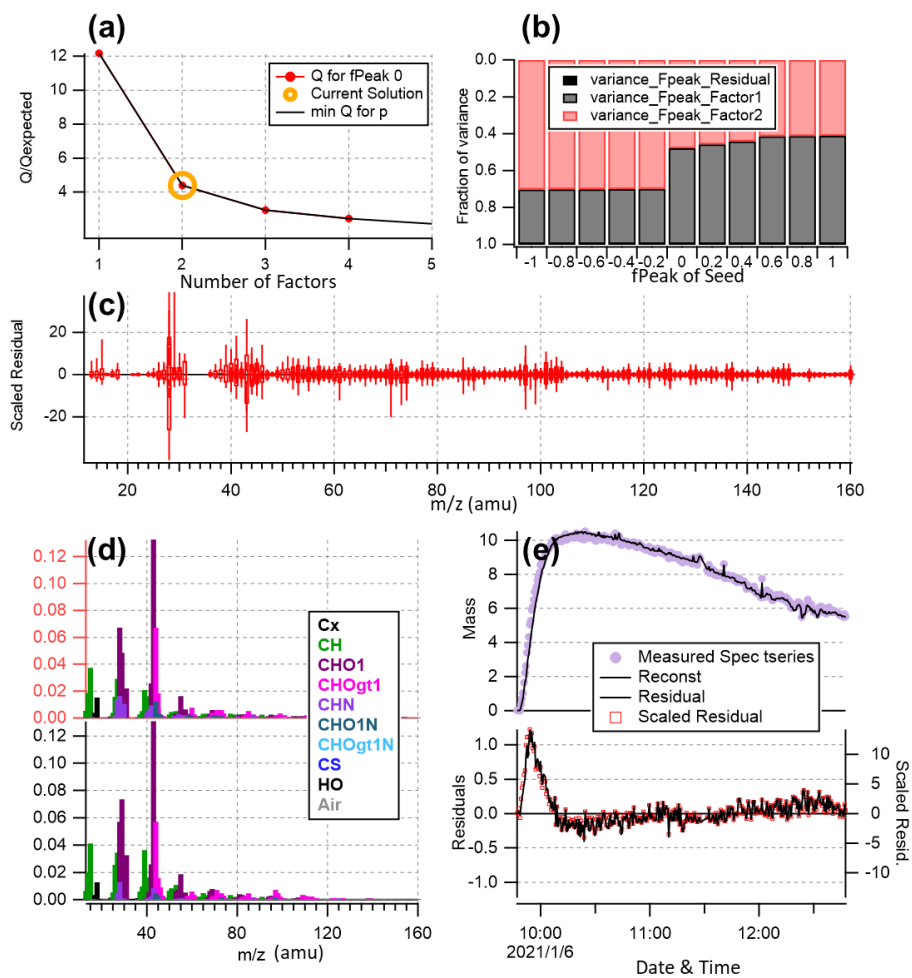 (a)
12
10
8
6
4
Q/Qexpected
Q for fPeak 0
Current Solution
min Q for p
1
2
3
4
5
Number of Factors
(b)
0.0
0.2
0.4
0.6
0.8
1.0
Fraction of variance
variance_Fpeak_Residual
variance_Fpeak_Factor1
variance_Fpeak_Factor2
-1 -0.8 -0.6 -0.4 -0.2 0 0.2 0.4 0.6 0.8 1
fPeak of Seed
(c)
20
0
-20
Scaled Residual
20 40 60 80 100 120 140 160
m/z (amu)
(d)
0.12
0.10
0.08
0.06
0.04
0.02
0.00
0.12
0.10
0.08
0.06
0.04
0.02
0.00
Cx
CH
CHO1
CHOgt1
CHN
CHO1N
CHOgt1N
CS
HO
Air
40 80 120 160
m/z (amu)
(e)
10
8
6
4
2
0
Mass
Measured Spec tseries
Reconst
Residual
Scaled Residual
1.0
0.5
0.0
-0.5
-1.0
Residuals
10
5
0
-5
-10
Scaled Resid.
10:00 11:00 12:00
2021/1/6
Date & Time